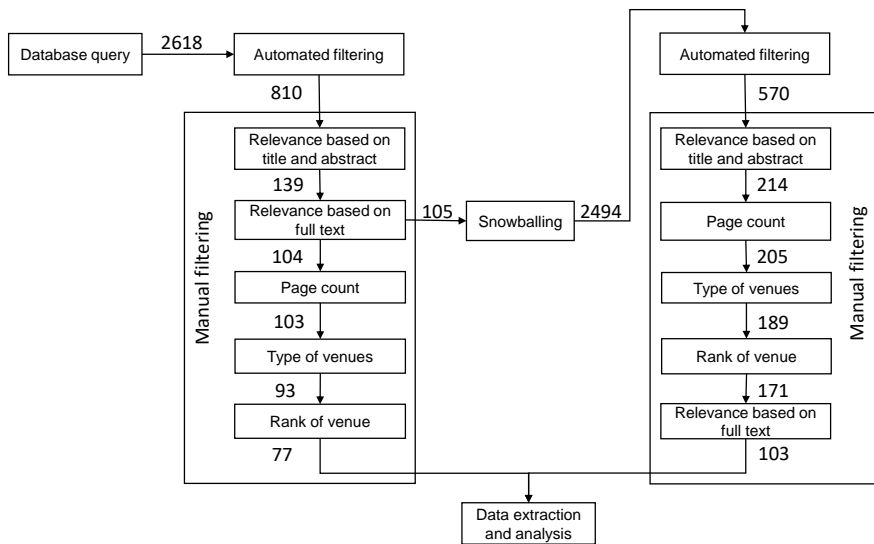 Database query
2618
Automated filtering
810
Manual filtering
Relevance based on
title and abstract
139
Relevance based on
full text
104
Page count
103
Type of venues
93
Rank of venue
77
105
Snowballing
2494
Automated filtering
570
Manual filtering
Relevance based on
title and abstract
214
Page count
205
Type of venues
189
Rank of venue
171
Relevance based on
full text
103
Data extraction
and analysis